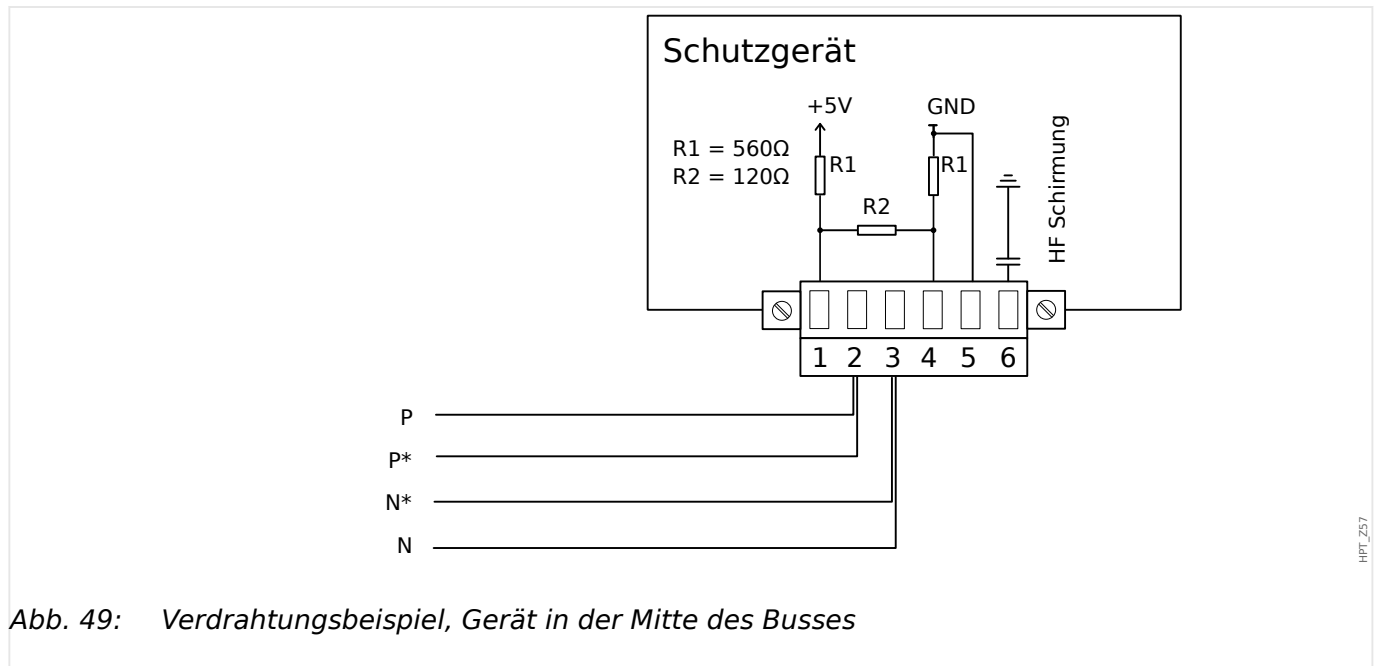 Schutzgerät
+5V
GND
R1 = 560Ω
R2 = 120Ω
R1
R1
R2
HF Schirmung
1 2 3 4 5 6
P
P*
N*
N
HPT_Z57
Abb. 49: Verdrahtungsbeispiel, Gerät in der Mitte des Busses